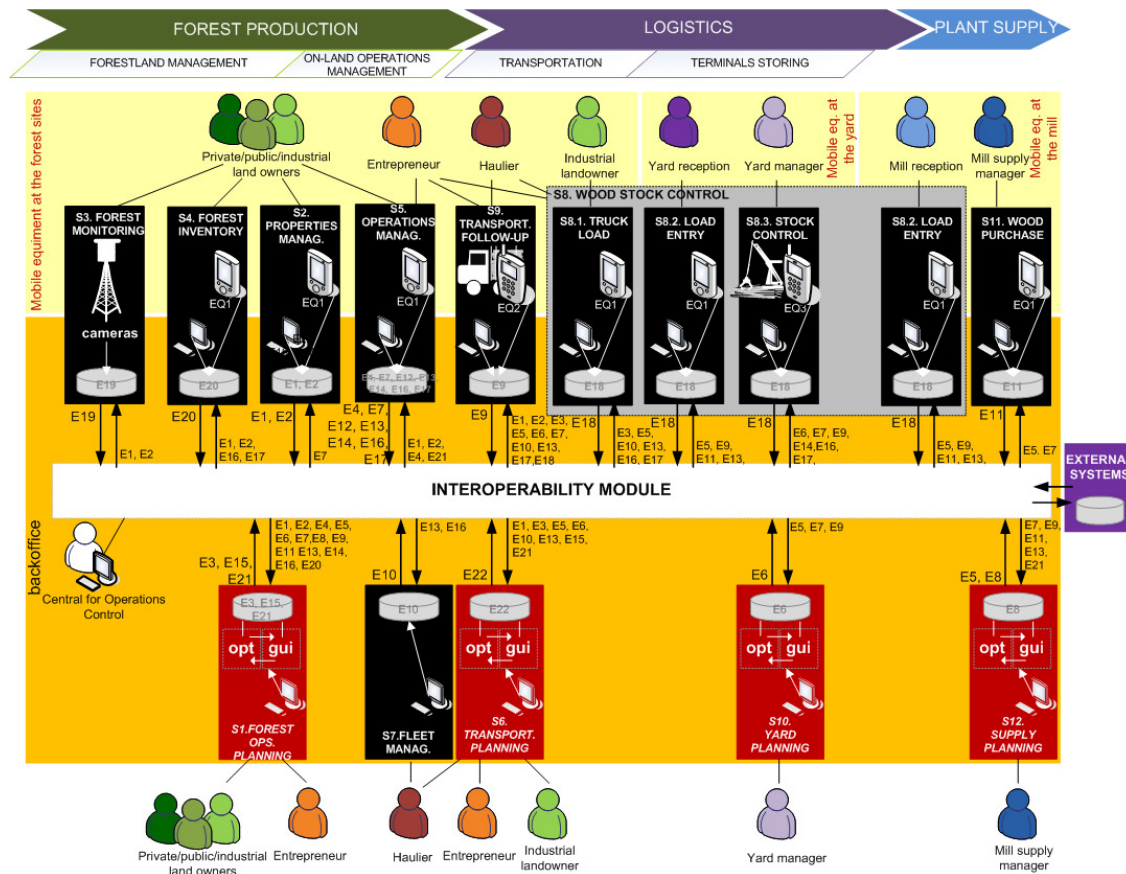 FOREST PRODUCTION
LOGISTICS
PLANT SUPPLY
FORESTLAND MANAGEMENT
ON-LAND OPERATIONS
MANAGEMENT
TRANSPORTATION
TERMINALS STORING
Mobile equiment at the forest sites
Mobile eq. at
the yard
Mobile eq. at
the mill
Private/public/industrial
land owners
Entrepreneur
Haulier
Industrial
landowner
Yard reception
Yard manager
Mill reception
Mill supply
manager
S8. WOOD STOCK CONTROL
S3. FOREST
MONITORING
cameras
E19
S4. FOREST
INVENTORY
EQ1
E20
S2.
PROPERTIES
MANAG.
EQ1
E1, E2
S5.
OPERATIONS
MANAG.
EQ1
E4, E7, E12, E13,
E14, E16, E17
S9.
TRANSPORT.
FOLLOW-UP
EQ2
E9
S8.1. TRUCK
LOAD
EQ1
E18
S8.2. LOAD
ENTRY
EQ1
E18
S8.3. STOCK
CONTROL
EQ3
E18
S8.2. LOAD
ENTRY
EQ1
E18
S11. WOOD
PURCHASE
EQ1
E11
E19
E1, E2
E20
E1, E2,
E16, E17
E1, E2
E7
E4, E7,
E12, E13,
E14, E16,
E17
E1, E2,
E4, E21
E9
E1, E2, E3,
E5, E6, E7,
E10, E13,
E17,E18
E18
E3, E5,
E10, E13,
E16, E17
E18
E5, E9,
E11, E13,
E18
E6, E7, E9,
E14,E16,
E17,
E18
E5, E9,
E11, E13,
E11
E5. E7
EXTERNAL
SYSTEMS
INTEROPERABILITY MODULE
backoffice
Central for Operations
Control
E3, E15,
E21
E1, E2, E4, E5,
E6, E7,E8, E9,
E11 E13, E14,
E16, E20
E10
E13, E16
E22
E1, E3, E5, E6,
E10, E13, E15,
E21
E6
E5, E7, E9
E5, E8
E7, E9,
E11,
E13,
E21
E3, E15,
E21
opt
gui
S1.FOREST
OPS.
PLANNING
E10
S7.FLEET
MANAG.
E22
opt
gui
S6.
TRANSPORT.
PLANNING
E6
opt
gui
S10.
YARD
PLANNING
E8
opt
gui
S12.
SUPPLY
PLANNING
Private/public/industrial
land owners
Entrepreneur
Haulier
Entrepreneur
Industrial
landowner
Yard manager
Mill supply
manager